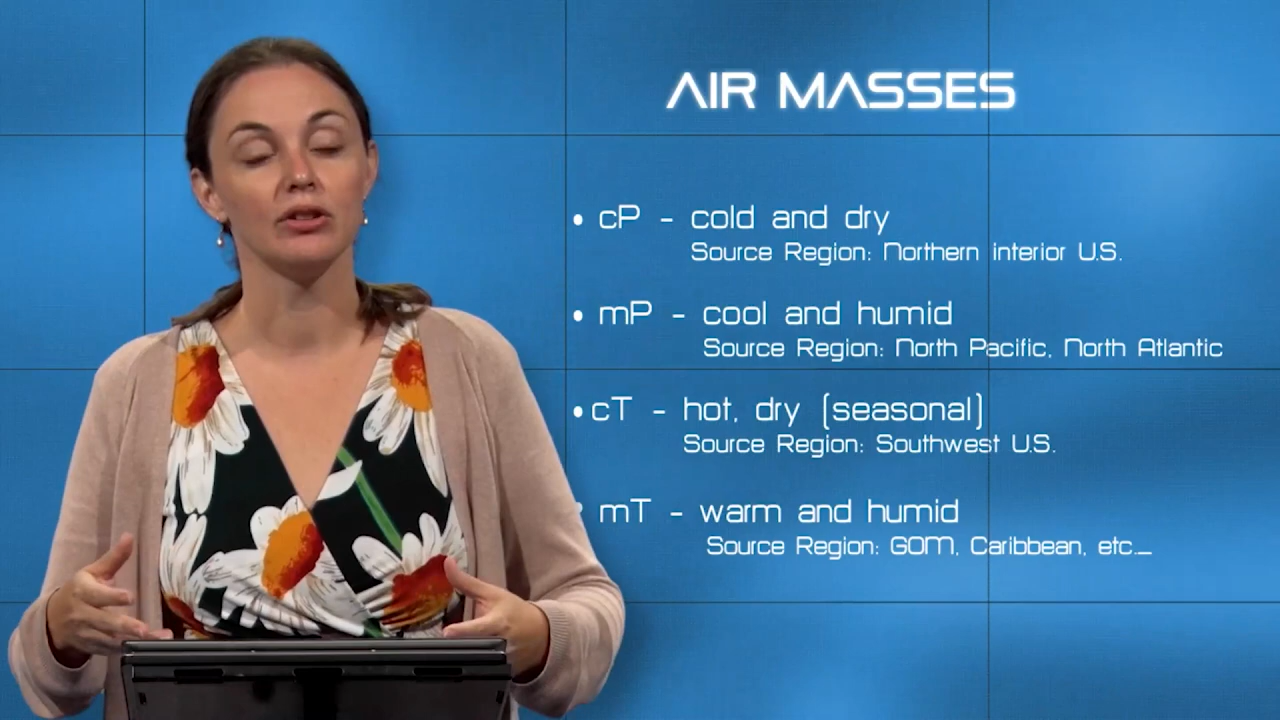 AIR MASSES
• cP - cold and dry
Source Region: Northern interior U.S.
• mP - cool and humid
Source Region: North Pacific, North Atlantic
• cT - hot, dry (seasonal)
Source Region: Southwest U.S.
• mT - warm and humid
Source Region: GOM, Caribbean, etc._